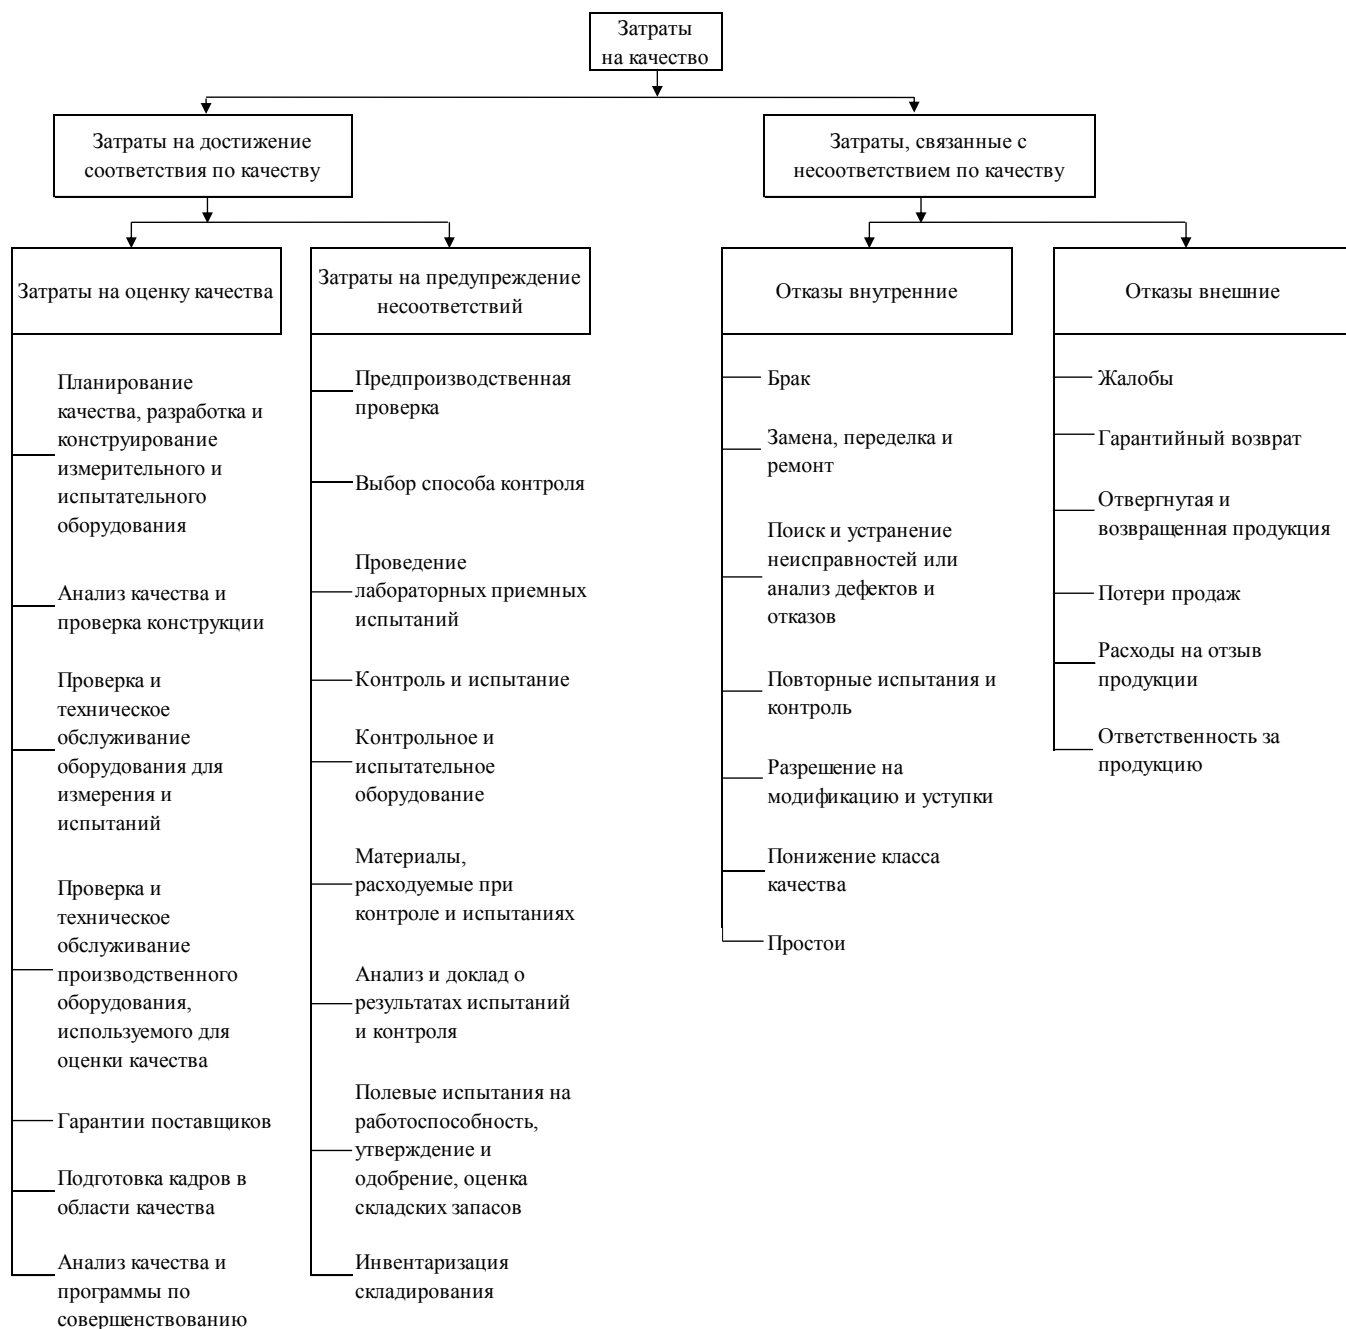 Затраты
на качество
Затраты на достижение
соответствия по качеству
Затраты, связанные с
несоответствием по качеству
Затраты на оценку качества
Затраты на предупреждение
несоответствий
Отказы внутренние
Отказы внешние
Планирование
качества, разработка и
конструирование
измерительного и
испытательного
оборудования
Анализ качества и
проверка конструкции
Проверка и
техническое
обслуживание
оборудования для
измерения и
испытаний
Проверка и
техническое
обслуживание
производственного
оборудования,
используемого для
оценки качества
Гарантии поставщиков
Подготовка кадров в
области качества
Анализ качества и
программы по
совершенствованию
Предпроизводственная
проверка
Выбор способа контроля
Проведение
лабораторных приемных
испытаний
Контроль и испытание
Контрольное и
испытательное
оборудование
Материалы,
расходуемые при
контроле и испытаниях
Анализ и доклад о
результатах испытаний
и контроля
Полевые испытания на
работоспособность,
утверждение и
одобрение, оценка
складских запасов
Инвентаризация
складирования
Брак
Замена, переделка и
ремонт
Поиск и устранение
неисправностей или
анализ дефектов и
отказов
Повторные испытания и
контроль
Разрешение на
модификацию и уступки
Понижение класса
качества
Простои
Жалобы
Гарантийный возврат
Отвергнутая и
возвращенная продукция
Потери продаж
Расходы на отзыв
продукции
Ответственность за
продукцию